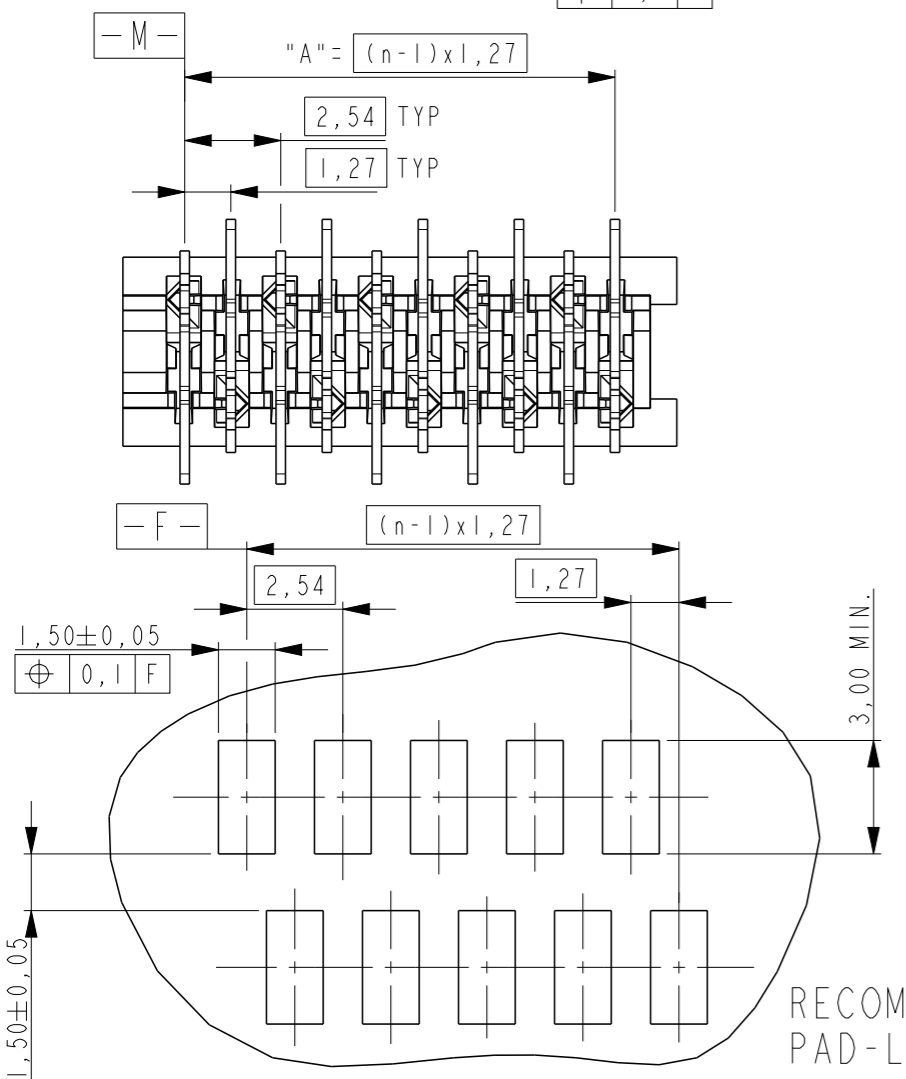 -M-
"A"= (n-1)x1,27
2,54 TYP
1,27 TYP
-F-
(n-1)x1,27
2,54
1,27
1,50±0,05
⌖ 0,1 F
3,00 MIN.
1,50±0,05
RECOM
PAD-L